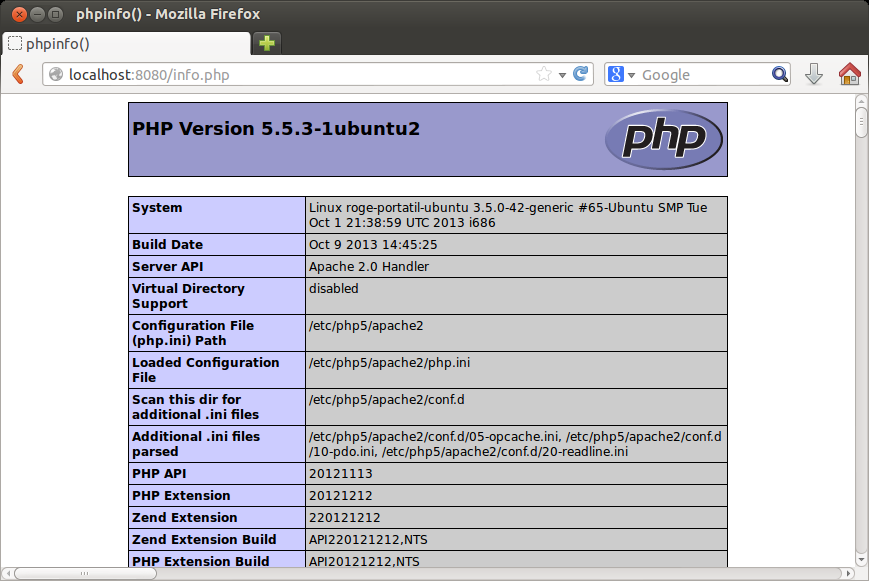 phpinfo() - Mozilla Firefox
phpinfo()
localhost:8080/info.php
Google
PHP Version 5.5.3-1ubuntu2
php
System
Linux roge-portatil-ubuntu 3.5.0-42-generic #65-Ubuntu SMP Tue
Oct 1 21:38:59 UTC 2013 i686
Build Date
Oct 9 2013 14:45:25
Server API
Apache 2.0 Handler
Virtual Directory
Support
disabled
Configuration File
(php.ini) Path
/etc/php5/apache2
Loaded Configuration
File
/etc/php5/apache2/php.ini
Scan this dir for
additional .ini files
/etc/php5/apache2/conf.d
Additional .ini files
parsed
/etc/php5/apache2/conf.d/05-opcache.ini, /etc/php5/apache2/conf.d
/10-pdo.ini, /etc/php5/apache2/conf.d/20-readline.ini
PHP API
20121113
PHP Extension
20121212
Zend Extension
220121212
Zend Extension Build
API220121212,NTS
PHP Extension Build
API20121212,NTS